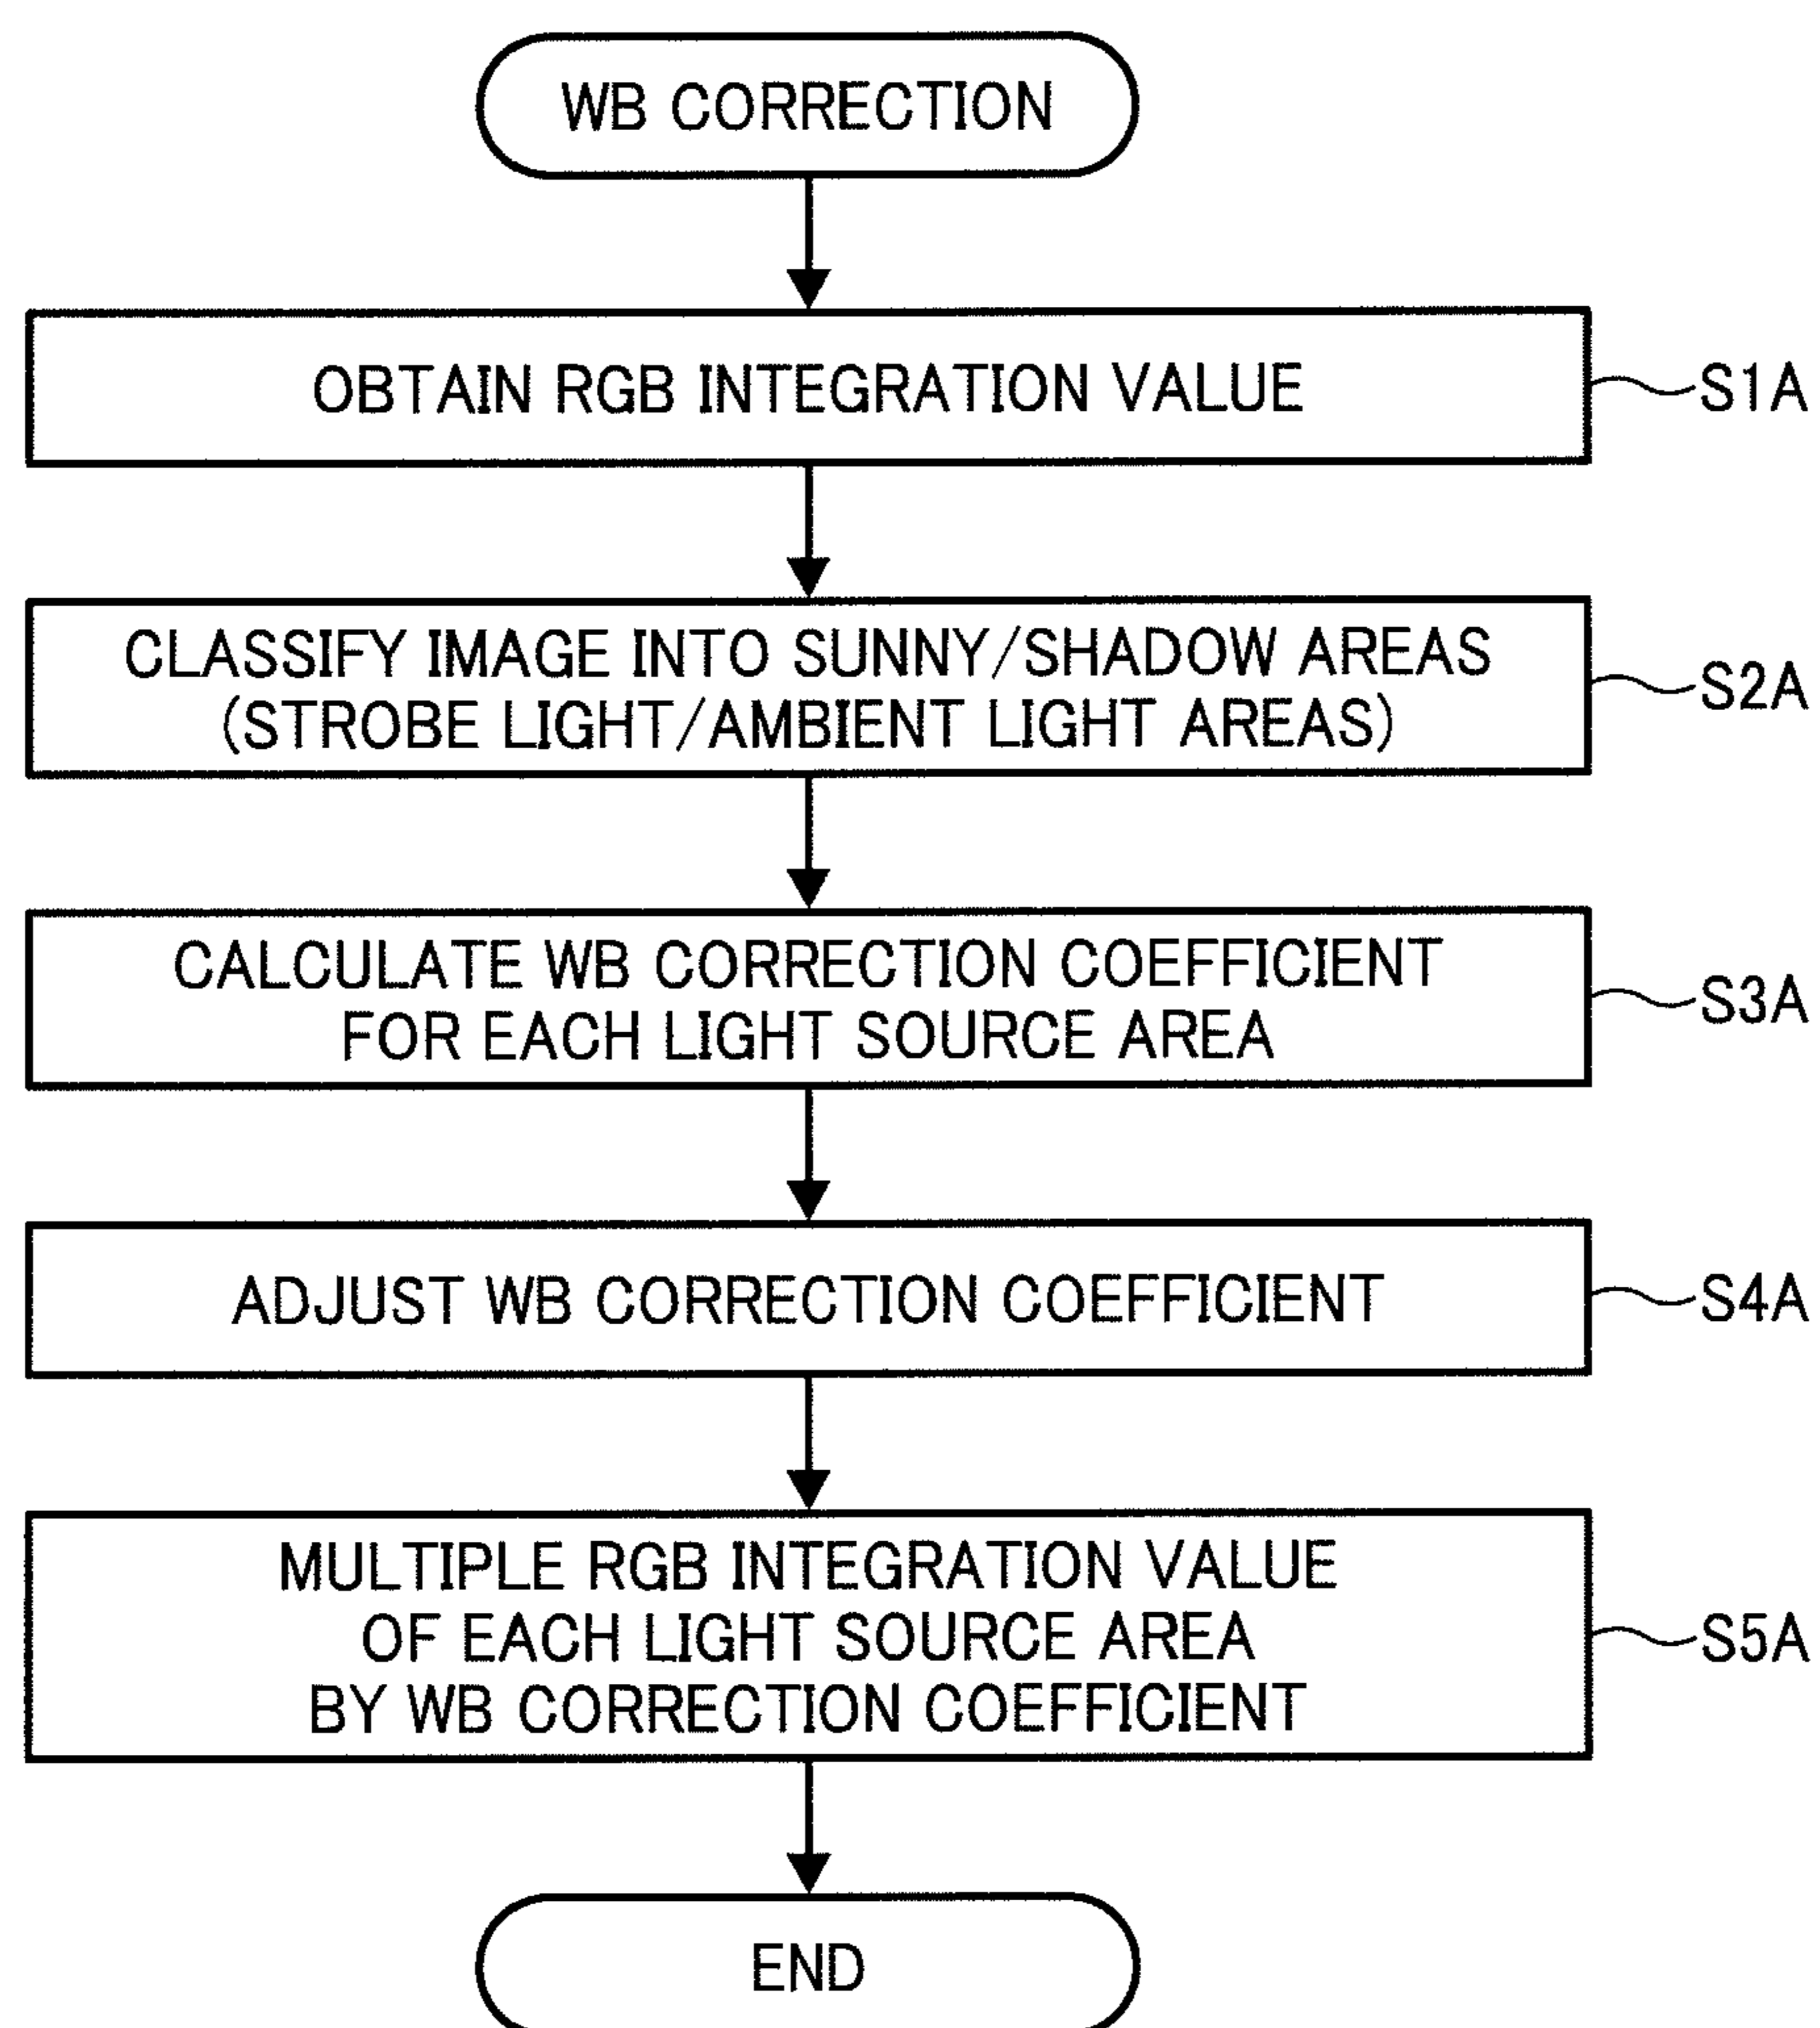 WB CORRECTION
OBTAIN RGB INTEGRATION VALUE
S1A
CLASSIFY IMAGE INTO SUNNY/SHADOW AREAS
(STROBE LIGHT/AMBIENT LIGHT AREAS)
S2A
CALCULATE WB CORRECTION COEFFICIENT
FOR EACH LIGHT SOURCE AREA
S3A
ADJUST WB CORRECTION COEFFICIENT
S4A
MULTIPLE RGB INTEGRATION VALUE
OF EACH LIGHT SOURCE AREA
BY WB CORRECTION COEFFICIENT
S5A
END